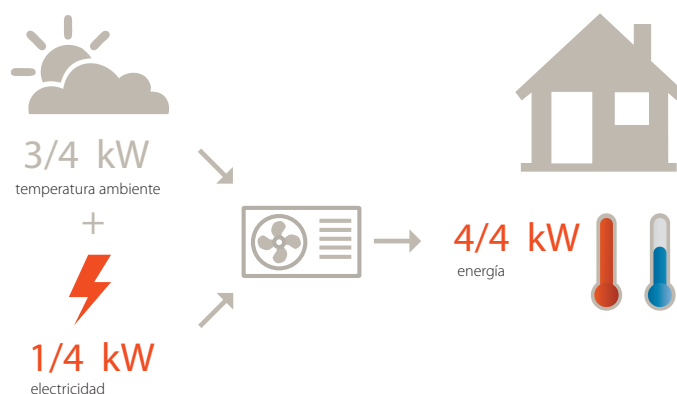 3/4 kW
temperatura ambiente
+
1/4 kW
electricidad
4/4 kW
energía